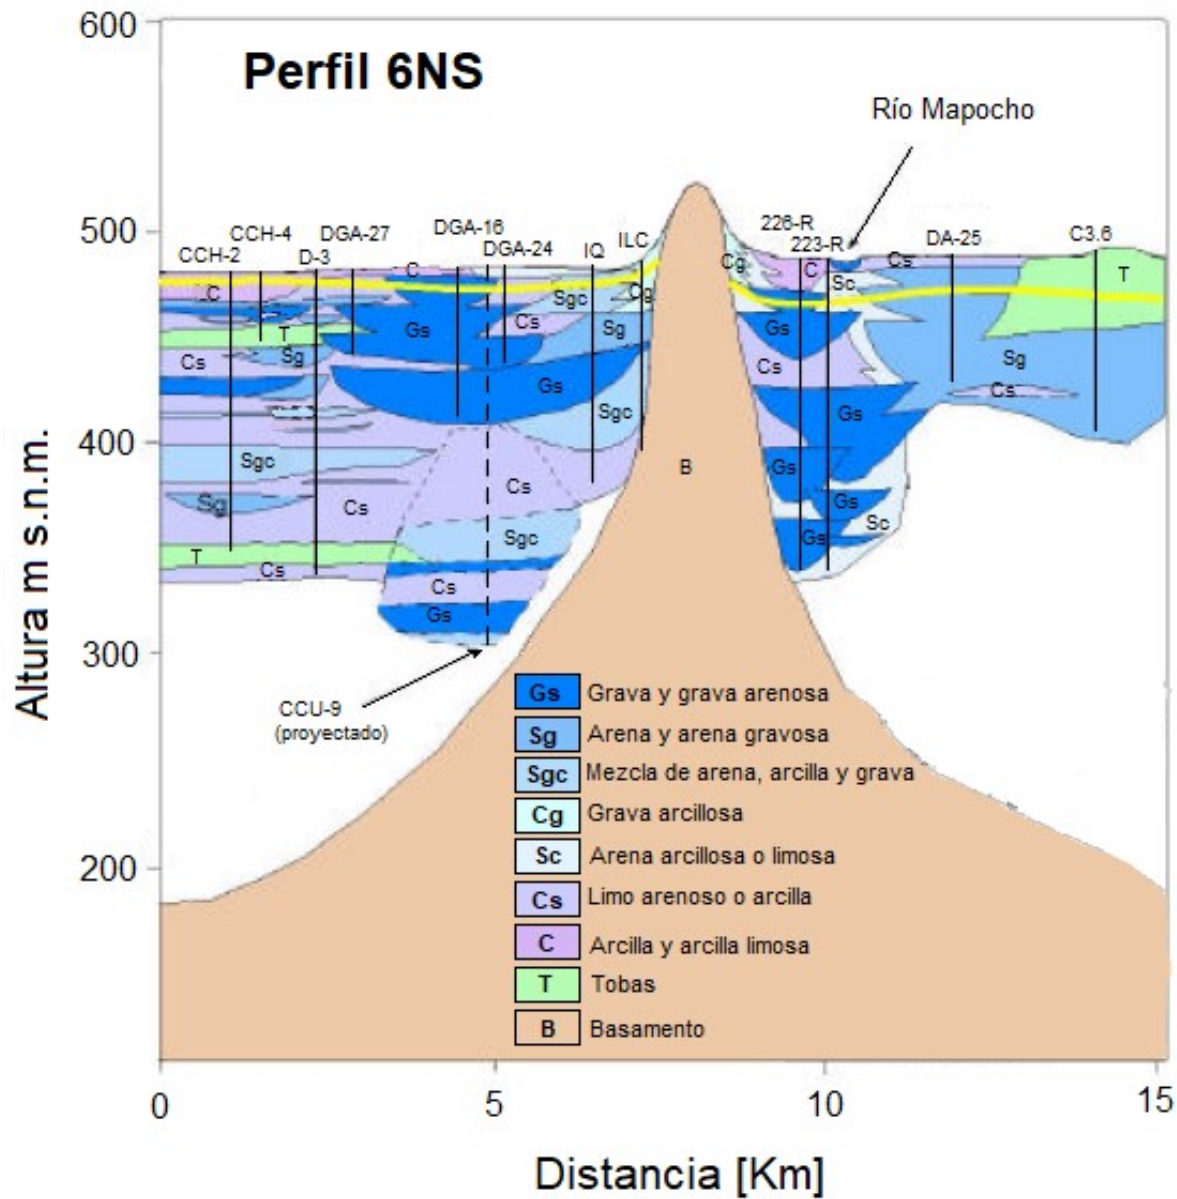 600
Perfil 6NS
Río Mapocho
500
CCH-2
CCH-4
D-3
DGA-27
DGA-16
DGA-24
IQ
ILC
226-R
223-R
DA-25
C3.6
C
C
Cg
C
Cs
T
C
Sgc
Cg
Sc
T
Gs
Cs
Sg
Gs
Cs
Sg
Sg
Cs
Gs
Cs
Cs
Sgc
Gs
400
Sgc
B
Gs
Sg
Cs
Cs
Gs
Sc
T
Sgc
Gs
Cs
Cs
Gs
300
CCU-9
(proyectado)
Altura m s.n.m.
Gs Grava y grava arenosa
Sg Arena y arena gravosa
Sgc Mezcla de arena, arcilla y grava
Cg Grava arcillosa
Sc Arena arcillosa o limosa
200
Cs Limo arenoso o arcilla
C Arcilla y arcilla limosa
T Tobas
B Basamento
0
5
10
15
Distancia [Km]